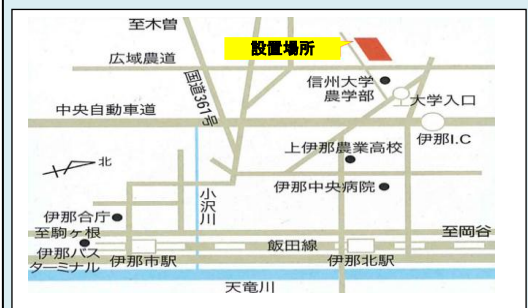 至木曽
設置場所
広域農道
国道361号
信州大学
農学部
大学入口
中央自動車道
伊那I.C
上伊那農業高校
北
伊那中央病院
小沢川
伊那合庁
至駒ヶ根
至岡谷
伊那バス
ターミナル
伊那市駅
飯田線
伊那北駅
天竜川